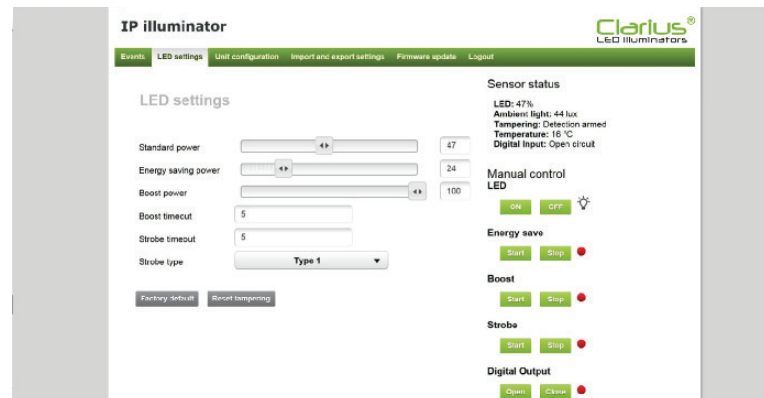 IP illuminator
Clarius®
LED Illuminators
Events LED settings Unit configuration Import and export settings Firmware update Logout
LED settings
Standard power 47
Energy saving power 24
Boost power 100
Boost timeout 5
Strobe timeout 5
Strobe type Type 1
Factory default Reset tampering
Sensor status
LED: 47%
Ambient light: 44 lux
Tampering: Detection armed
Temperature: 16 °C
Digital Input: Open circuit
Manual control
LED
ON OFF
Energy save
Start Stop
Boost
Start Stop
Strobe
Start Stop
Digital Output
Open Close